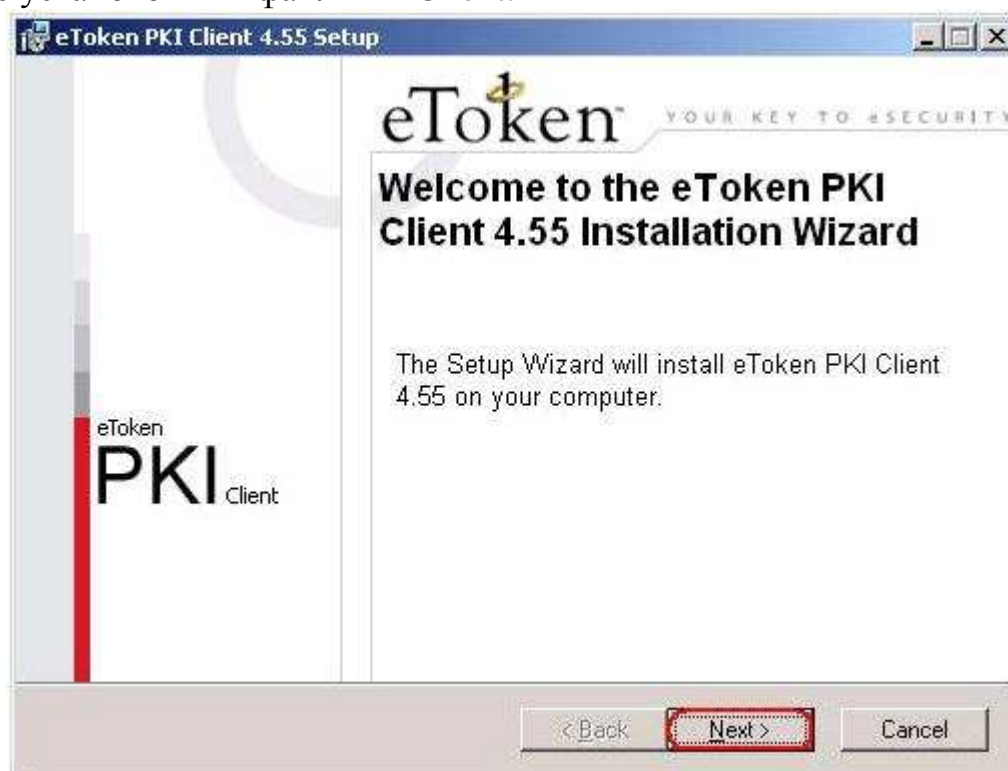 eToken PKI Client 4.55 Setup
eToken YOUR KEY TO eSECURITY
Welcome to the eToken PKI
Client 4.55 Installation Wizard
The Setup Wizard will install eToken PKI Client
4.55 on your computer.
eToken
PKI Client
< Back Next > Cancel